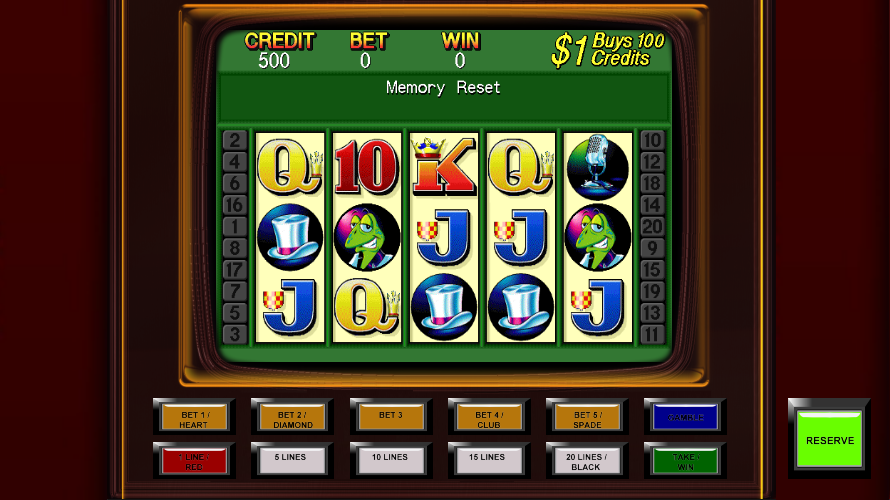 CREDIT BET WIN $1 Buys 100 Credits
500 0 0
Memory Reset
2 Q 10 K Q 10
4 12
6 18
16 14
1 J J 20
8 9
17 15
7 J Q J 19
5 13
3 11
BET 1 / HEART
BET 2 / DIAMOND
BET 3
BET 4 / CLUB
BET 5 / SPADE
GAMBLE
1 LINE / RED
5 LINES
10 LINES
15 LINES
20 LINES / BLACK
TAKE / WIN
RESERVE